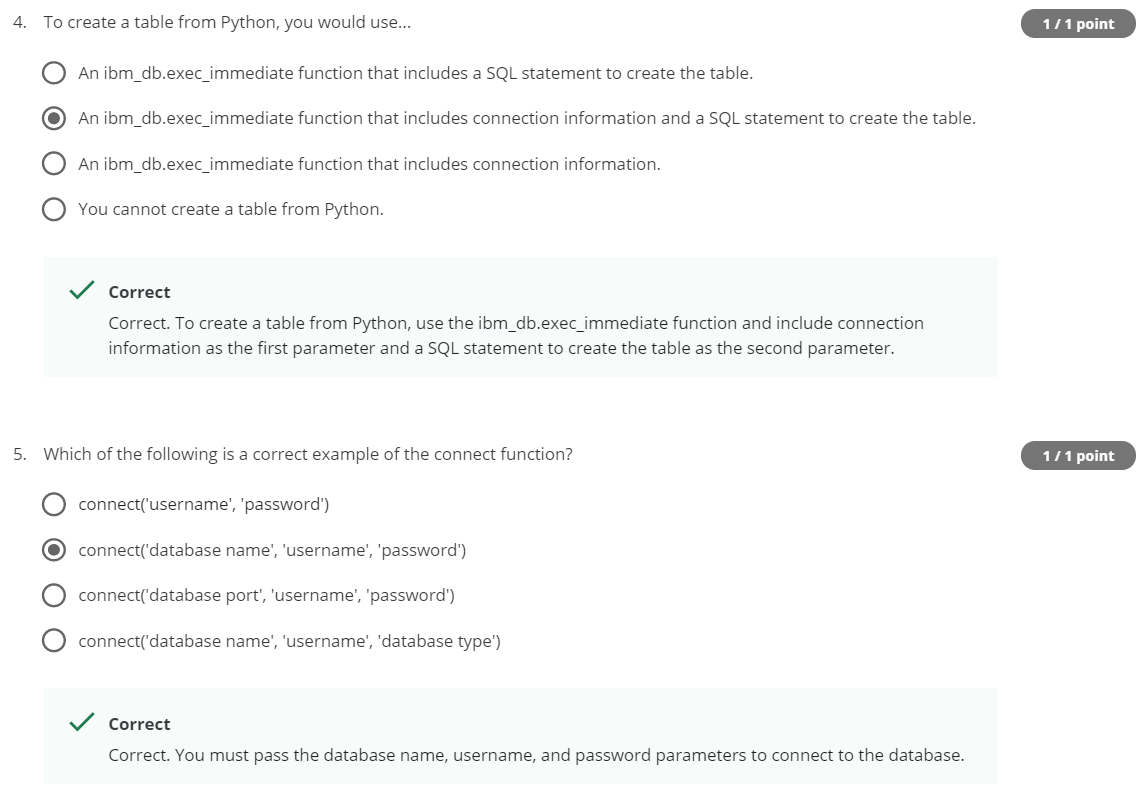 4. To create a table from Python, you would use...
1 / 1 point
An ibm_db.exec_immediate function that includes a SQL statement to create the table.
An ibm_db.exec_immediate function that includes connection information and a SQL statement to create the table.
An ibm_db.exec_immediate function that includes connection information.
You cannot create a table from Python.
Correct
Correct. To create a table from Python, use the ibm_db.exec_immediate function and include connection
information as the first parameter and a SQL statement to create the table as the second parameter.
5. Which of the following is a correct example of the connect function?
1 / 1 point
connect('username', 'password')
connect('database name', 'username', 'password')
connect('database port', 'username', 'password')
connect('database name', 'username', 'database type')
Correct
Correct. You must pass the database name, username, and password parameters to connect to the database.